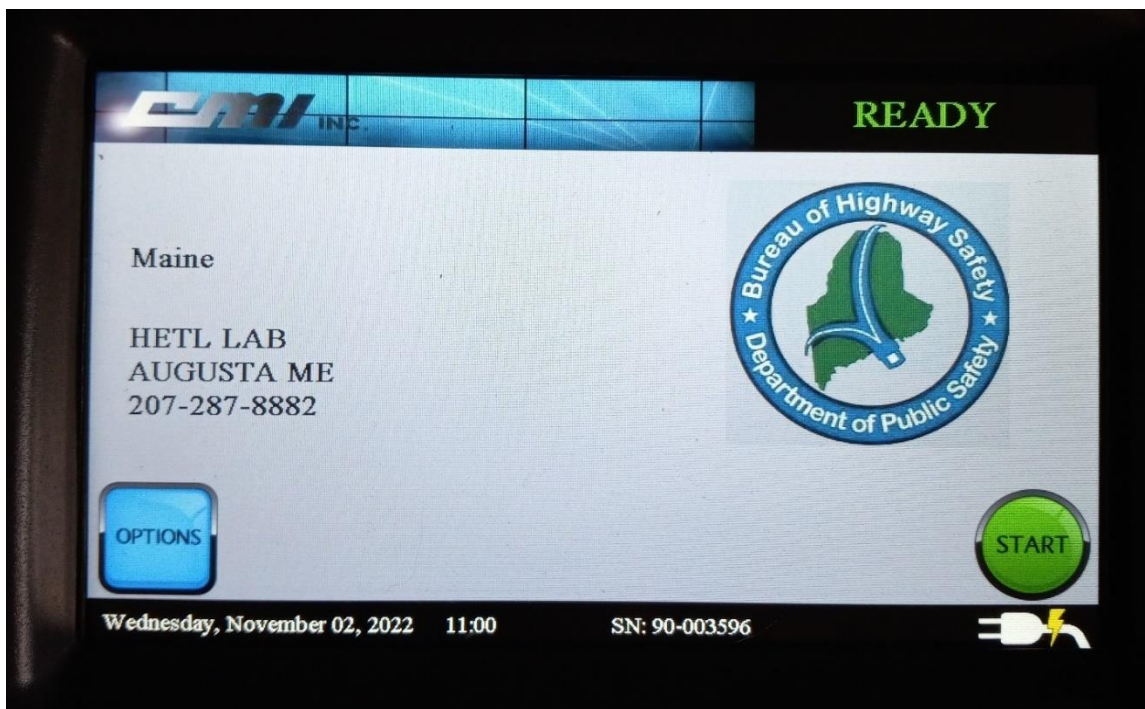 CMI INC.
READY
Bureau of Highway Safety
Department of Public Safety
Maine
HETL LAB
AUGUSTA ME
207-287-8882
OPTIONS
START
Wednesday, November 02, 2022 11:00 SN: 90-003596